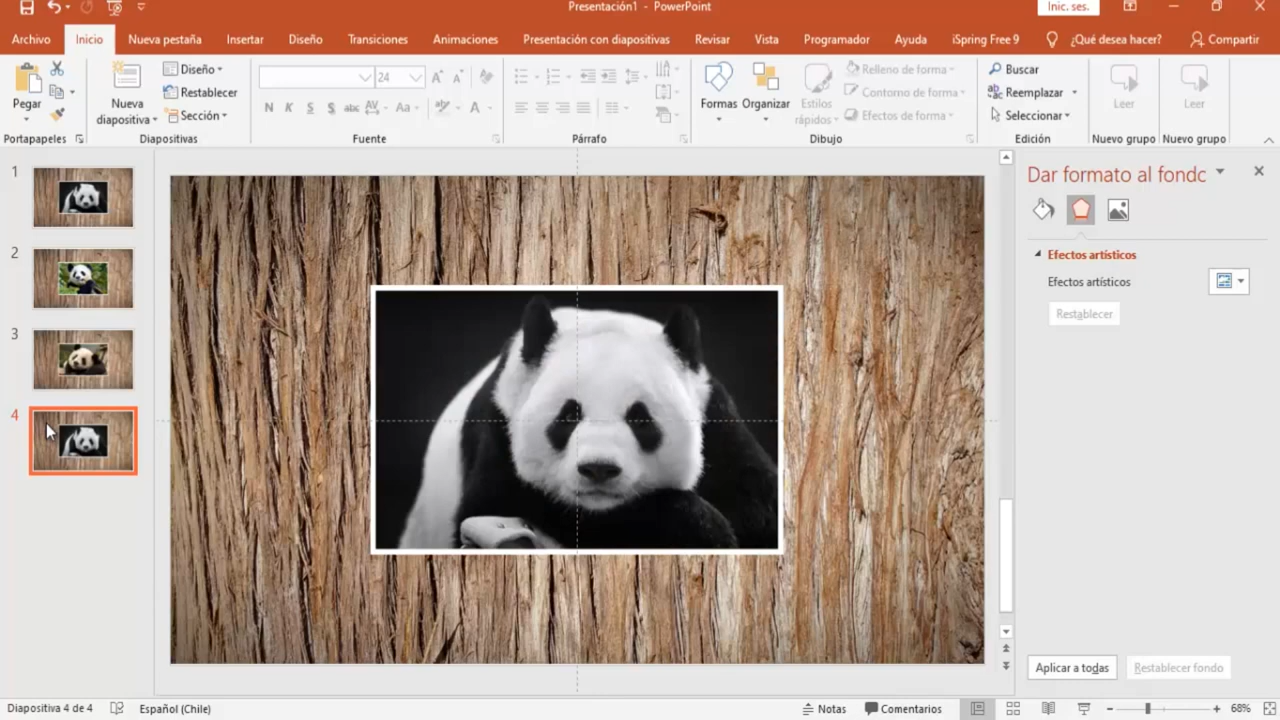 Presentación1 - PowerPoint
Inic. ses.
Archivo Inicio Nueva pestaña Insertar Diseño Transiciones Animaciones Presentación con diapositivas Revisar Vista Programador Ayuda iSpring Free 9 ¿Qué desea hacer? Compartir
Pegar
Nueva diapositiva
Diseño
Restablecer
Sección
24
N K S S abc AV Aa A
Formas
Organizar
Estilos rápidos
Relleno de forma
Contorno de forma
Efectos de forma
Buscar
Reemplazar
Seleccionar
Leer
Leer
Portapapeles Diapositivas Fuente Párrafo Dibujo Edición Nuevo grupo Nuevo grupo
1
2
3
4
Dar formato al fondo
Efectos artísticos
Efectos artísticos
Restablecer
Aplicar a todas Restablecer fondo
Diapositiva 4 de 4 Español (Chile) Notas Comentarios 68%